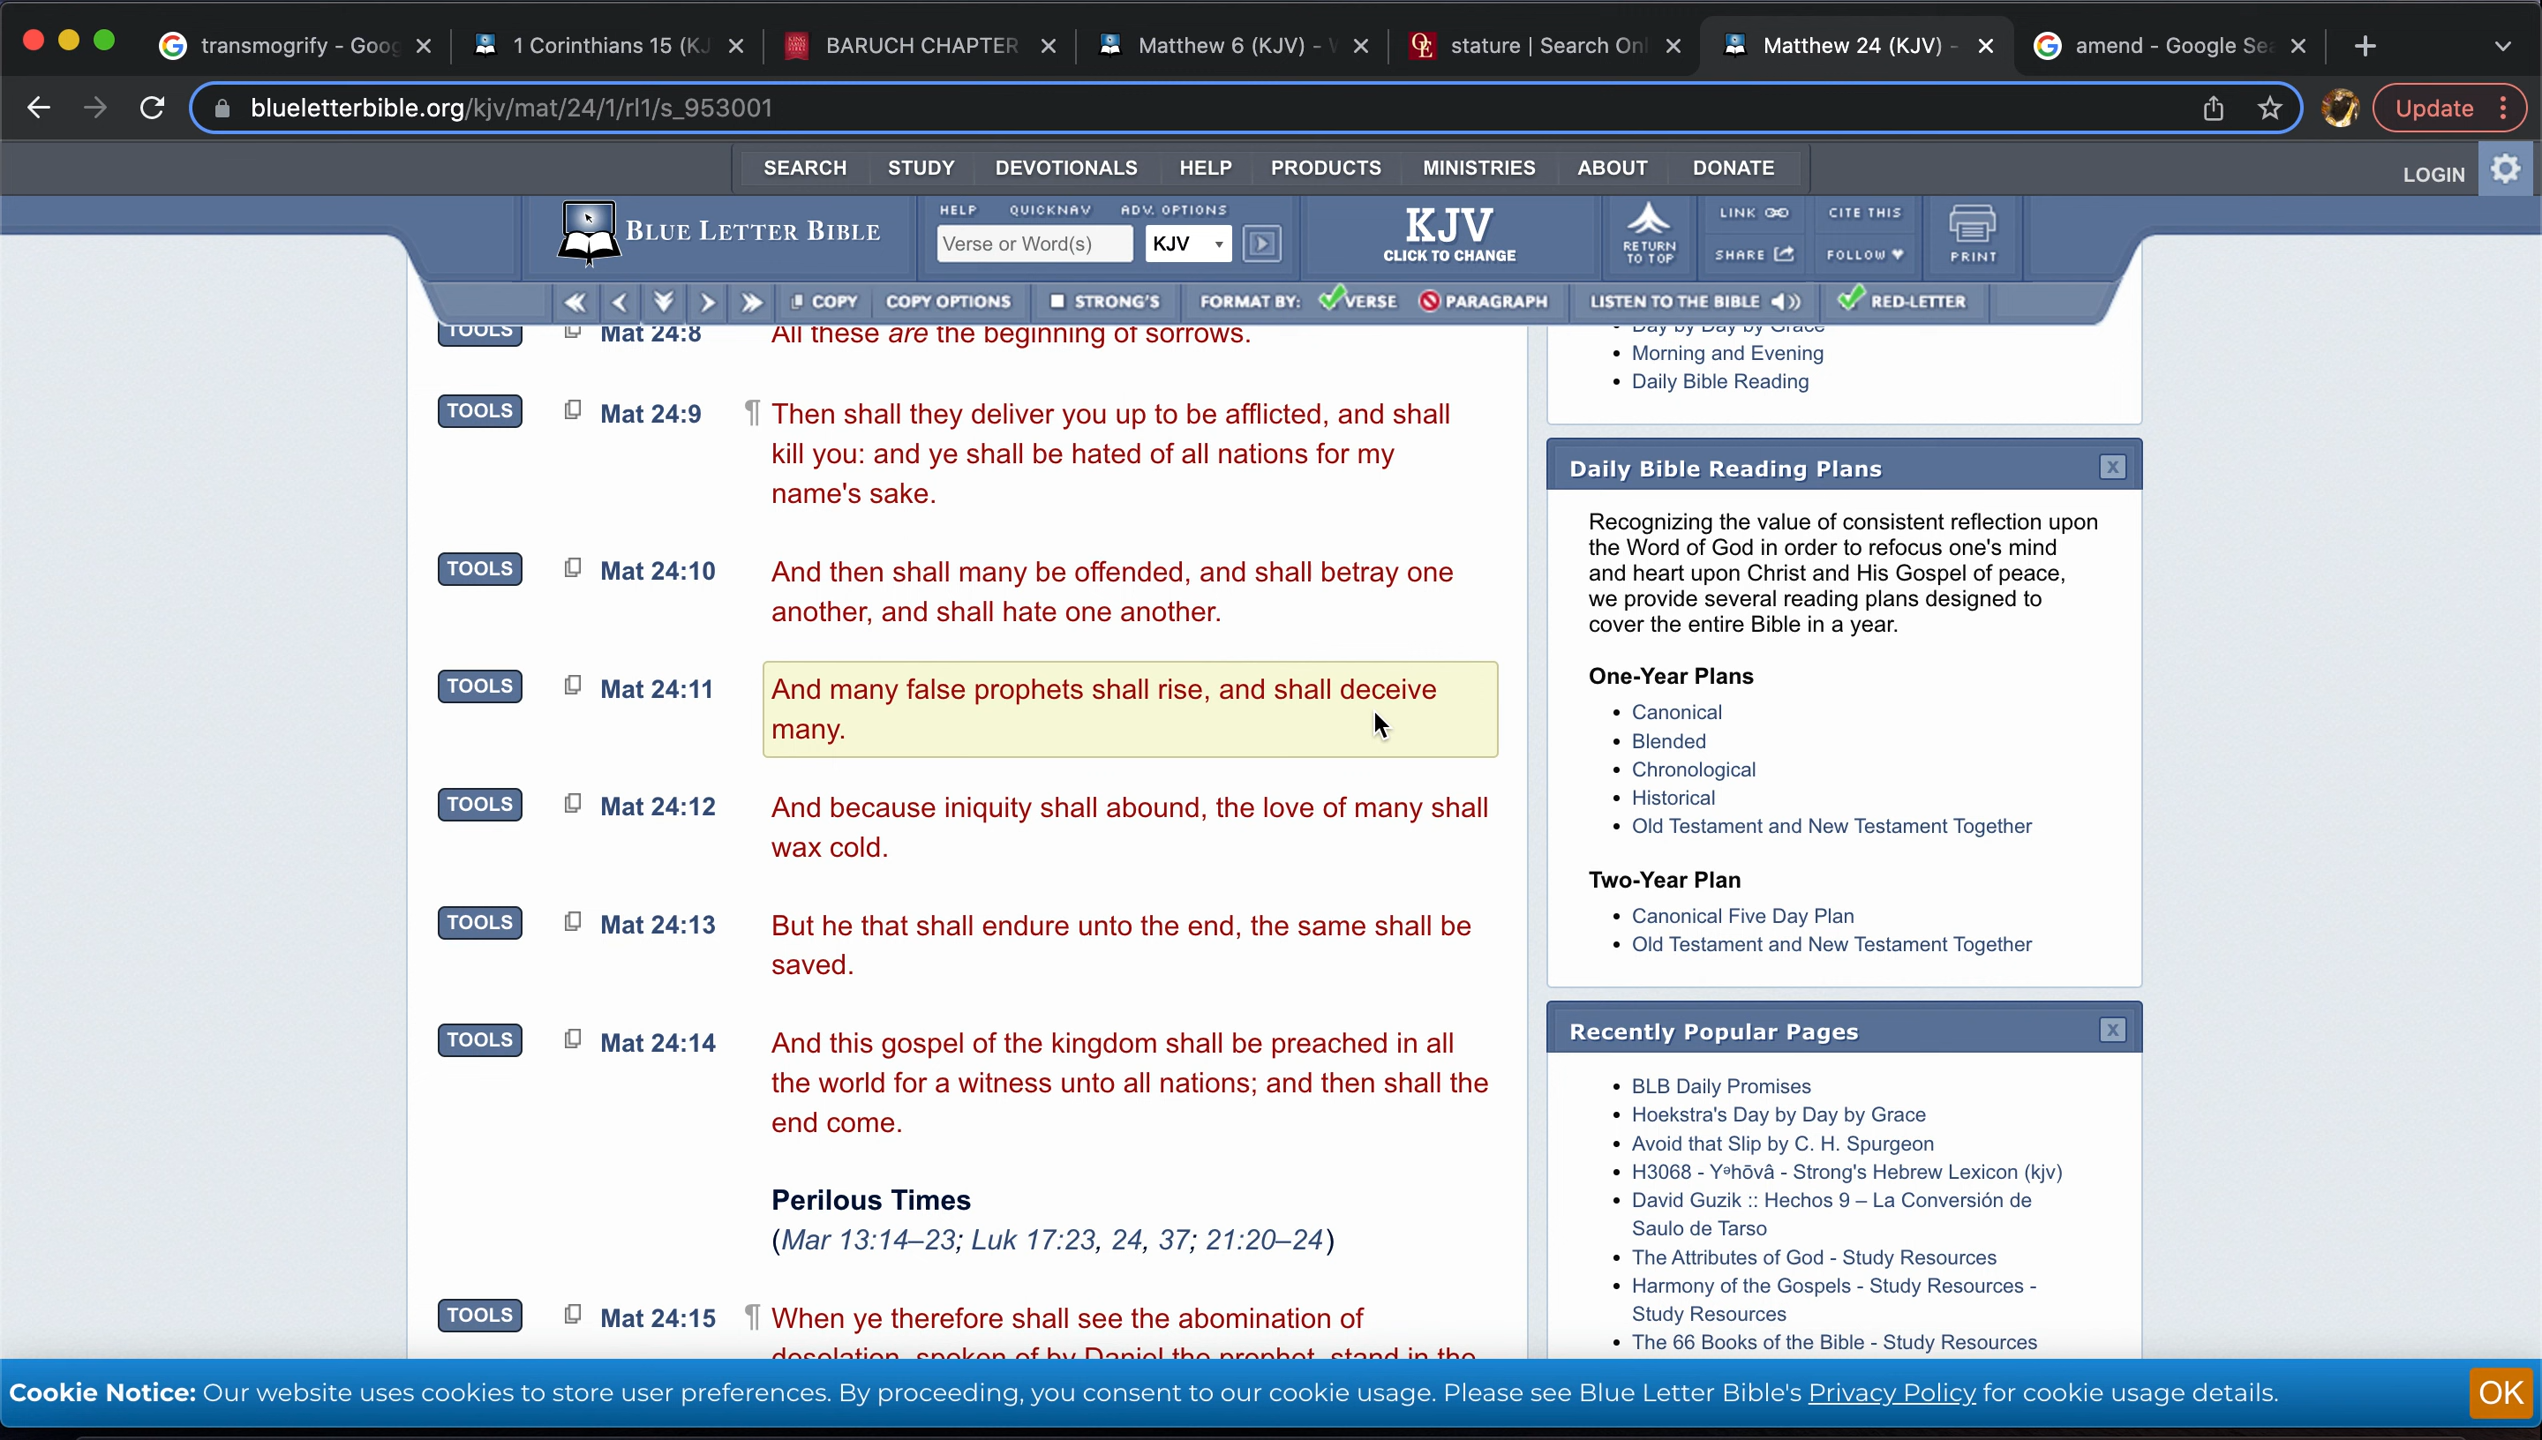 transmogrify - Goog
1 Corinthians 15 (KJ
BARUCH CHAPTER
Matthew 6 (KJV) -
stature | Search Onl
Matthew 24 (KJV) -
amend - Google Sea
blueletterbible.org/kjv/mat/24/1/rl1/s_953001
Update
SEARCH STUDY DEVOTIONALS HELP PRODUCTS MINISTRIES ABOUT DONATE
LOGIN
BLUE LETTER BIBLE
HELP QUICKNAV ADV. OPTIONS
Verse or Word(s) KJV
KJV
CLICK TO CHANGE
RETURN
TO TOP
LINK CITE THIS
SHARE FOLLOW
PRINT
COPY COPY OPTIONS STRONG'S FORMAT BY: VERSE PARAGRAPH LISTEN TO THE BIBLE RED-LETTER
TOOLS Mat 24:8 All these are the beginning of sorrows.
TOOLS Mat 24:9 ¶ Then shall they deliver you up to be afflicted, and shall
kill you: and ye shall be hated of all nations for my
name's sake.
TOOLS Mat 24:10 And then shall many be offended, and shall betray one
another, and shall hate one another.
TOOLS Mat 24:11 And many false prophets shall rise, and shall deceive
many.
TOOLS Mat 24:12 And because iniquity shall abound, the love of many shall
wax cold.
TOOLS Mat 24:13 But he that shall endure unto the end, the same shall be
saved.
TOOLS Mat 24:14 And this gospel of the kingdom shall be preached in all
the world for a witness unto all nations; and then shall the
end come.
Perilous Times
(Mar 13:14–23; Luk 17:23, 24, 37; 21:20–24)
TOOLS Mat 24:15 ¶ When ye therefore shall see the abomination of
desolation, spoken of by Daniel the prophet, stand in the
• Day by Day by Grace
• Morning and Evening
• Daily Bible Reading
Daily Bible Reading Plans X
Recognizing the value of consistent reflection upon
the Word of God in order to refocus one's mind
and heart upon Christ and His Gospel of peace,
we provide several reading plans designed to
cover the entire Bible in a year.
One-Year Plans
• Canonical
• Blended
• Chronological
• Historical
• Old Testament and New Testament Together
Two-Year Plan
• Canonical Five Day Plan
• Old Testament and New Testament Together
Recently Popular Pages X
• BLB Daily Promises
• Hoekstra's Day by Day by Grace
• Avoid that Slip by C. H. Spurgeon
• H3068 - Yᵊhōvâ - Strong's Hebrew Lexicon (kjv)
• David Guzik :: Hechos 9 – La Conversión de
Saulo de Tarso
• The Attributes of God - Study Resources
• Harmony of the Gospels - Study Resources -
Study Resources
• The 66 Books of the Bible - Study Resources
Cookie Notice: Our website uses cookies to store user preferences. By proceeding, you consent to our cookie usage. Please see Blue Letter Bible's Privacy Policy for cookie usage details.
OK